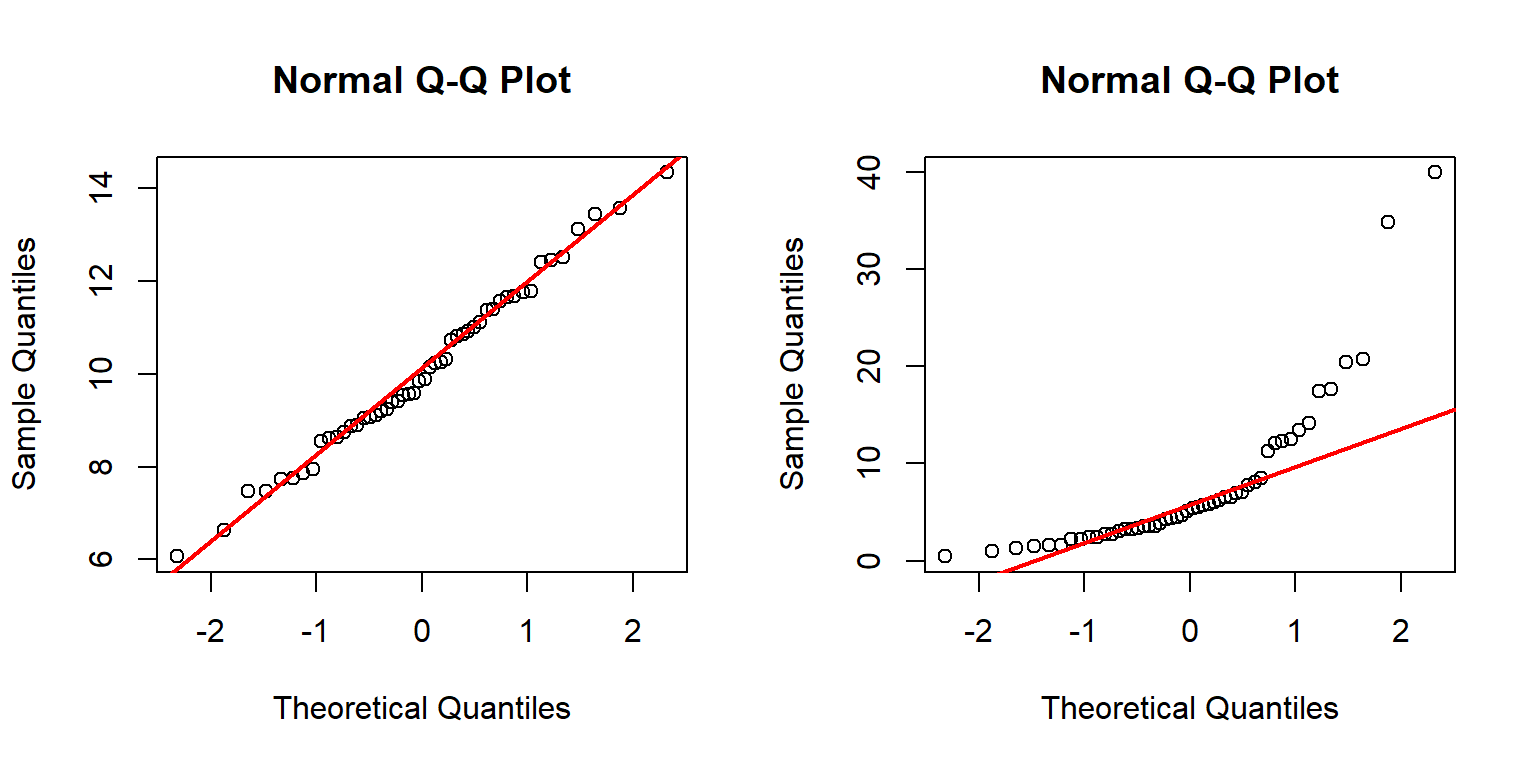 Normal Q-Q Plot
14
12
10
8
6
Sample Quantiles
-2 -1 0 1 2
Theoretical Quantiles
Normal Q-Q Plot
40
30
20
10
0
Sample Quantiles
-2 -1 0 1 2
Theoretical Quantiles